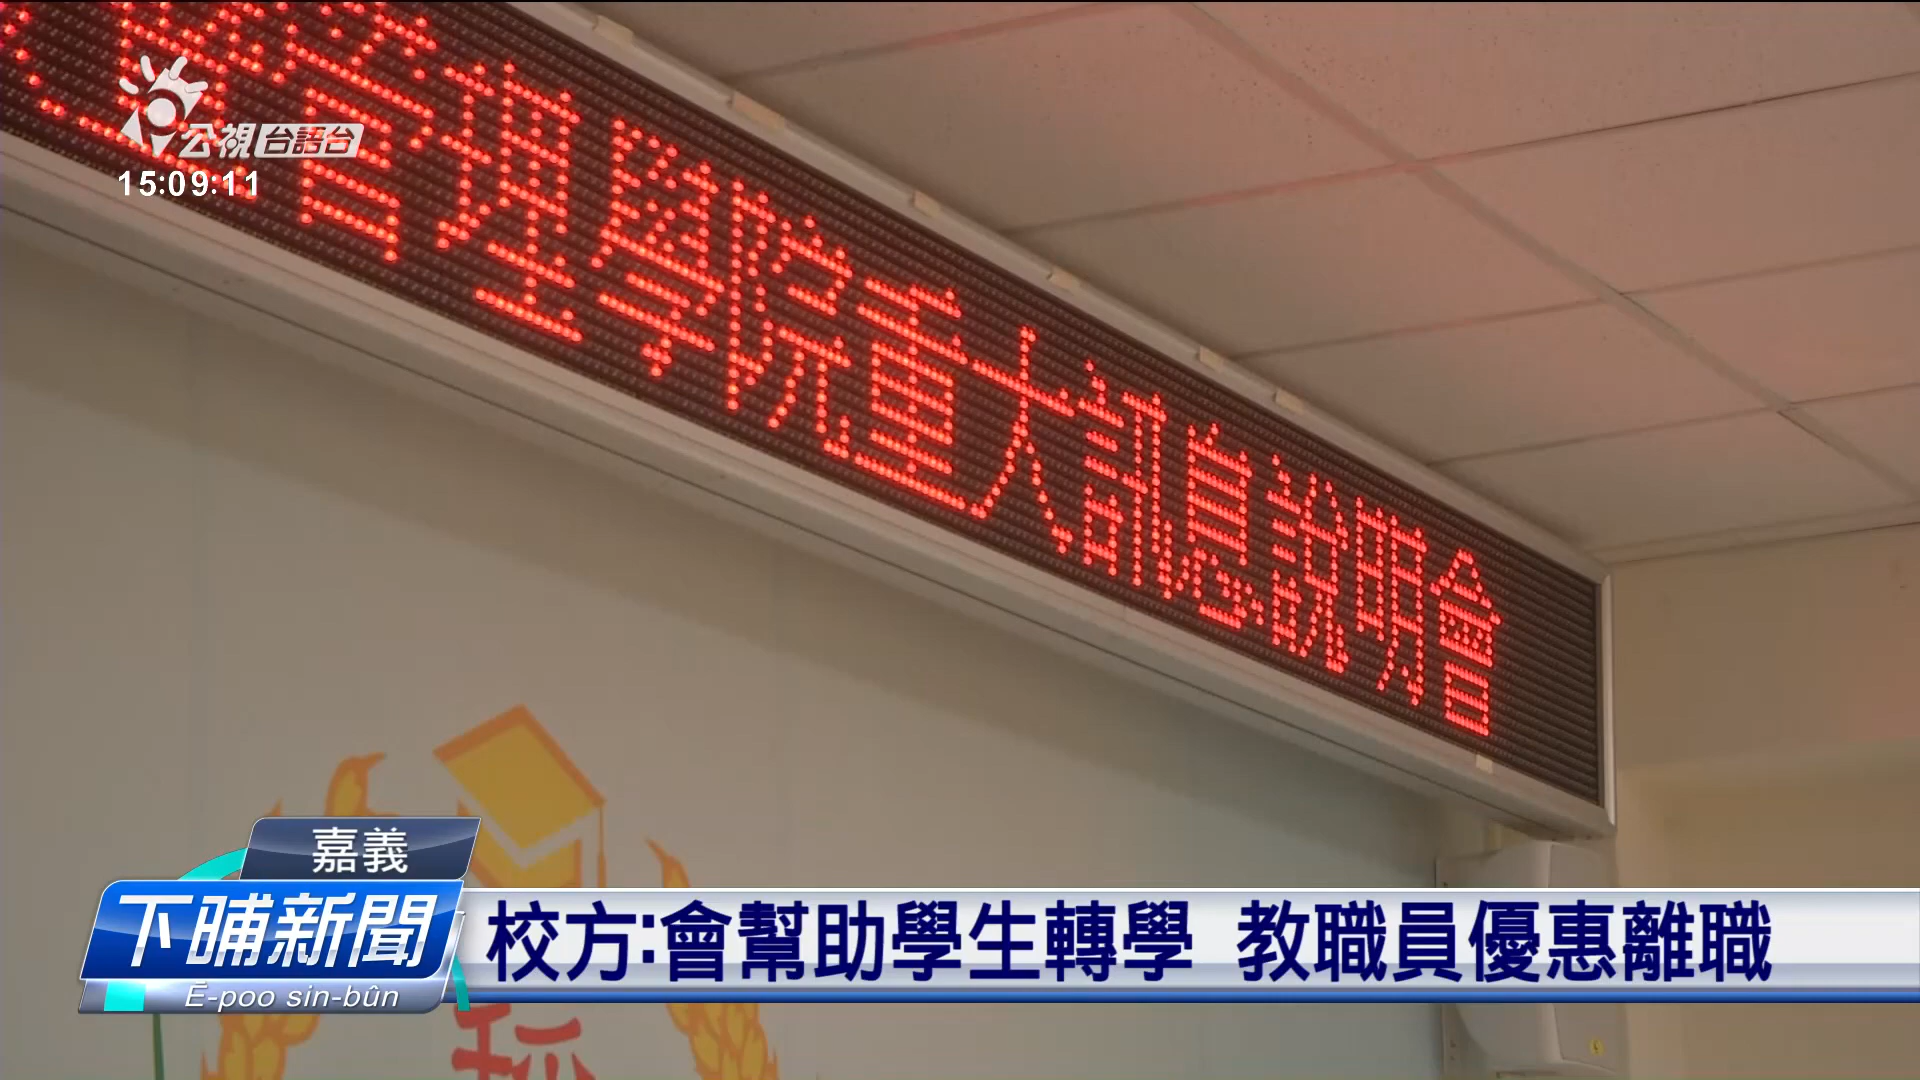 管理學院重大訊息說明會
公視台語台
15:09:11
嘉義
下晡新聞
Ē-poo sin-bûn
校方:會幫助學生轉學 教職員優惠離職